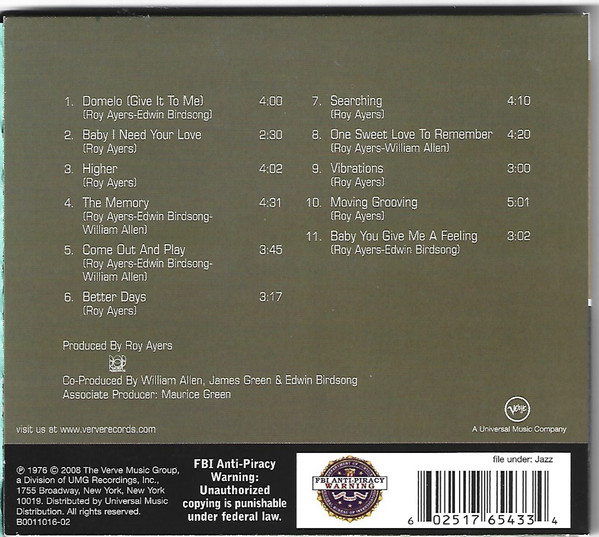 1. Domelo (Give It To Me) 4:00
(Roy Ayers-Edwin Birdsong)
2. Baby I Need Your Love 2:30
(Roy Ayers)
3. Higher 4:02
(Roy Ayers)
4. The Memory 4:31
(Roy Ayers-Edwin Birdsong-
William Allen)
5. Come Out And Play 3:45
(Roy Ayers-Edwin Birdsong-
William Allen)
6. Better Days 3:17
(Roy Ayers)
7. Searching 4:10
(Roy Ayers)
8. One Sweet Love To Remember 4:20
(Roy Ayers-William Allen)
9. Vibrations 3:00
(Roy Ayers)
10. Moving Grooving 5:01
(Roy Ayers)
11. Baby You Give Me A Feeling 3:02
(Roy Ayers-Edwin Birdsong)
Produced By Roy Ayers
Co-Produced By William Allen, James Green & Edwin Birdsong
Associate Producer: Maurice Green
visit us at www.ververecords.com
Verve
A Universal Music Company
℗ 1976 © 2008 The Verve Music Group,
a Division of UMG Recordings, Inc.,
1755 Broadway, New York, New York
10019. Distributed by Universal Music
Distribution. All rights reserved.
B0011016-02
FBI Anti-Piracy
Warning:
Unauthorized
copying is punishable
under federal law.
FBI ANTI-PIRACY
WARNING
file under: Jazz
6 02517 65433 4